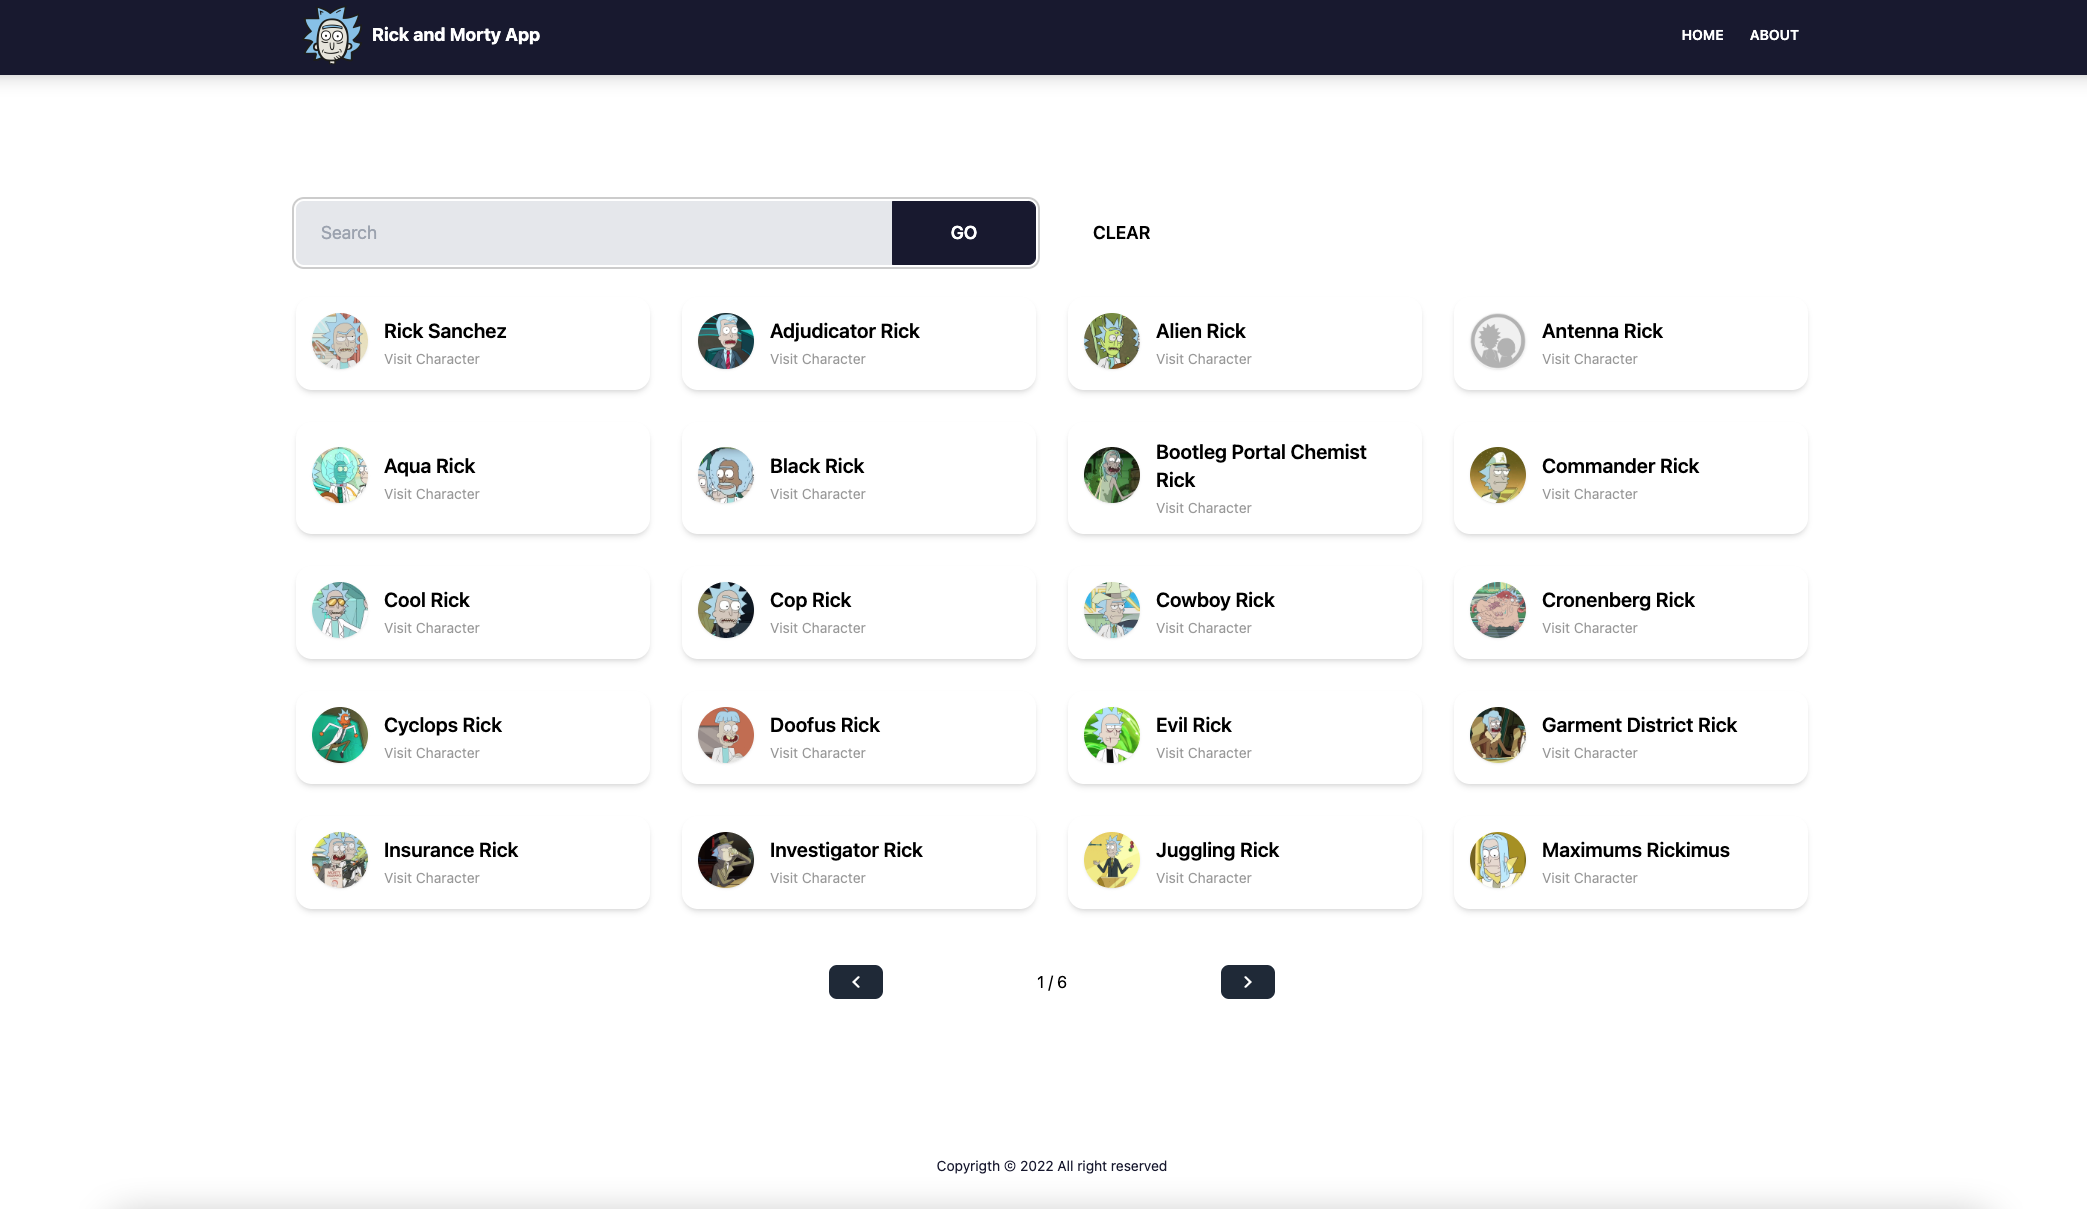 Rick and Morty App
HOME
ABOUT
Search
GO
CLEAR
Rick Sanchez
Visit Character
Adjudicator Rick
Visit Character
Alien Rick
Visit Character
Antenna Rick
Visit Character
Aqua Rick
Visit Character
Black Rick
Visit Character
Bootleg Portal Chemist
Rick
Visit Character
Commander Rick
Visit Character
Cool Rick
Visit Character
Cop Rick
Visit Character
Cowboy Rick
Visit Character
Cronenberg Rick
Visit Character
Cyclops Rick
Visit Character
Doofus Rick
Visit Character
Evil Rick
Visit Character
Garment District Rick
Visit Character
Insurance Rick
Visit Character
Investigator Rick
Visit Character
Juggling Rick
Visit Character
Maximums Rickimus
Visit Character
1 / 6
Copyrigth © 2022 All right reserved